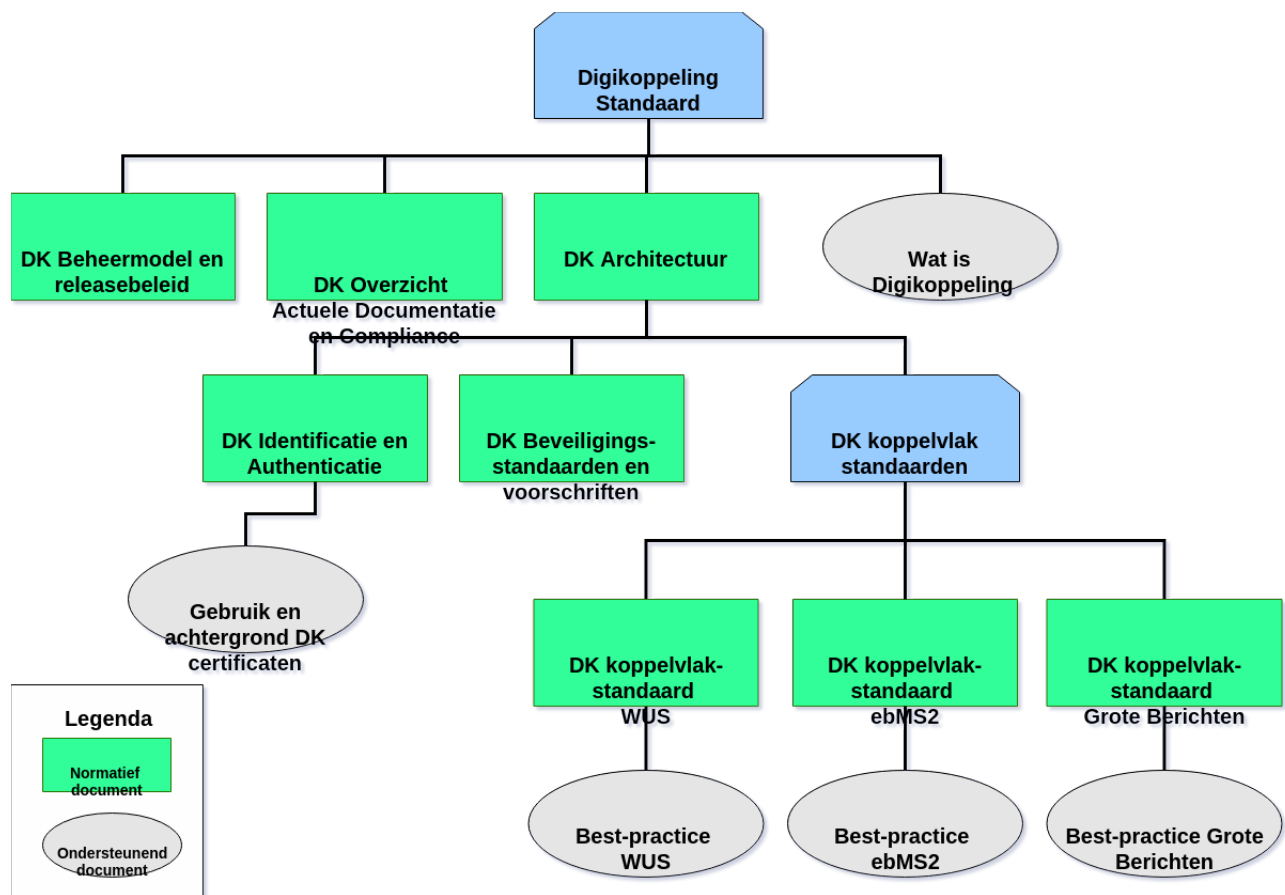 Digikoppeling
Standaard
DK Beheermodel en
releasebeleid
DK Overzicht
Actuele Documentatie
en Compliance
DK Architectuur
Wat is
Digikoppeling
DK Identificatie en
Authenticatie
DK Beveiligings-
standaarden en
voorschriften
DK koppelvlak
standaarden
Gebruik en
achtergrond DK
certificaten
DK koppelvlak-
standaard
WUS
DK koppelvlak-
standaard
ebMS2
DK koppelvlak-
standaard
Grote Berichten
Legenda
Normatief
document
Ondersteunend
document
Best-practice
WUS
Best-practice
ebMS2
Best-practice Grote
Berichten